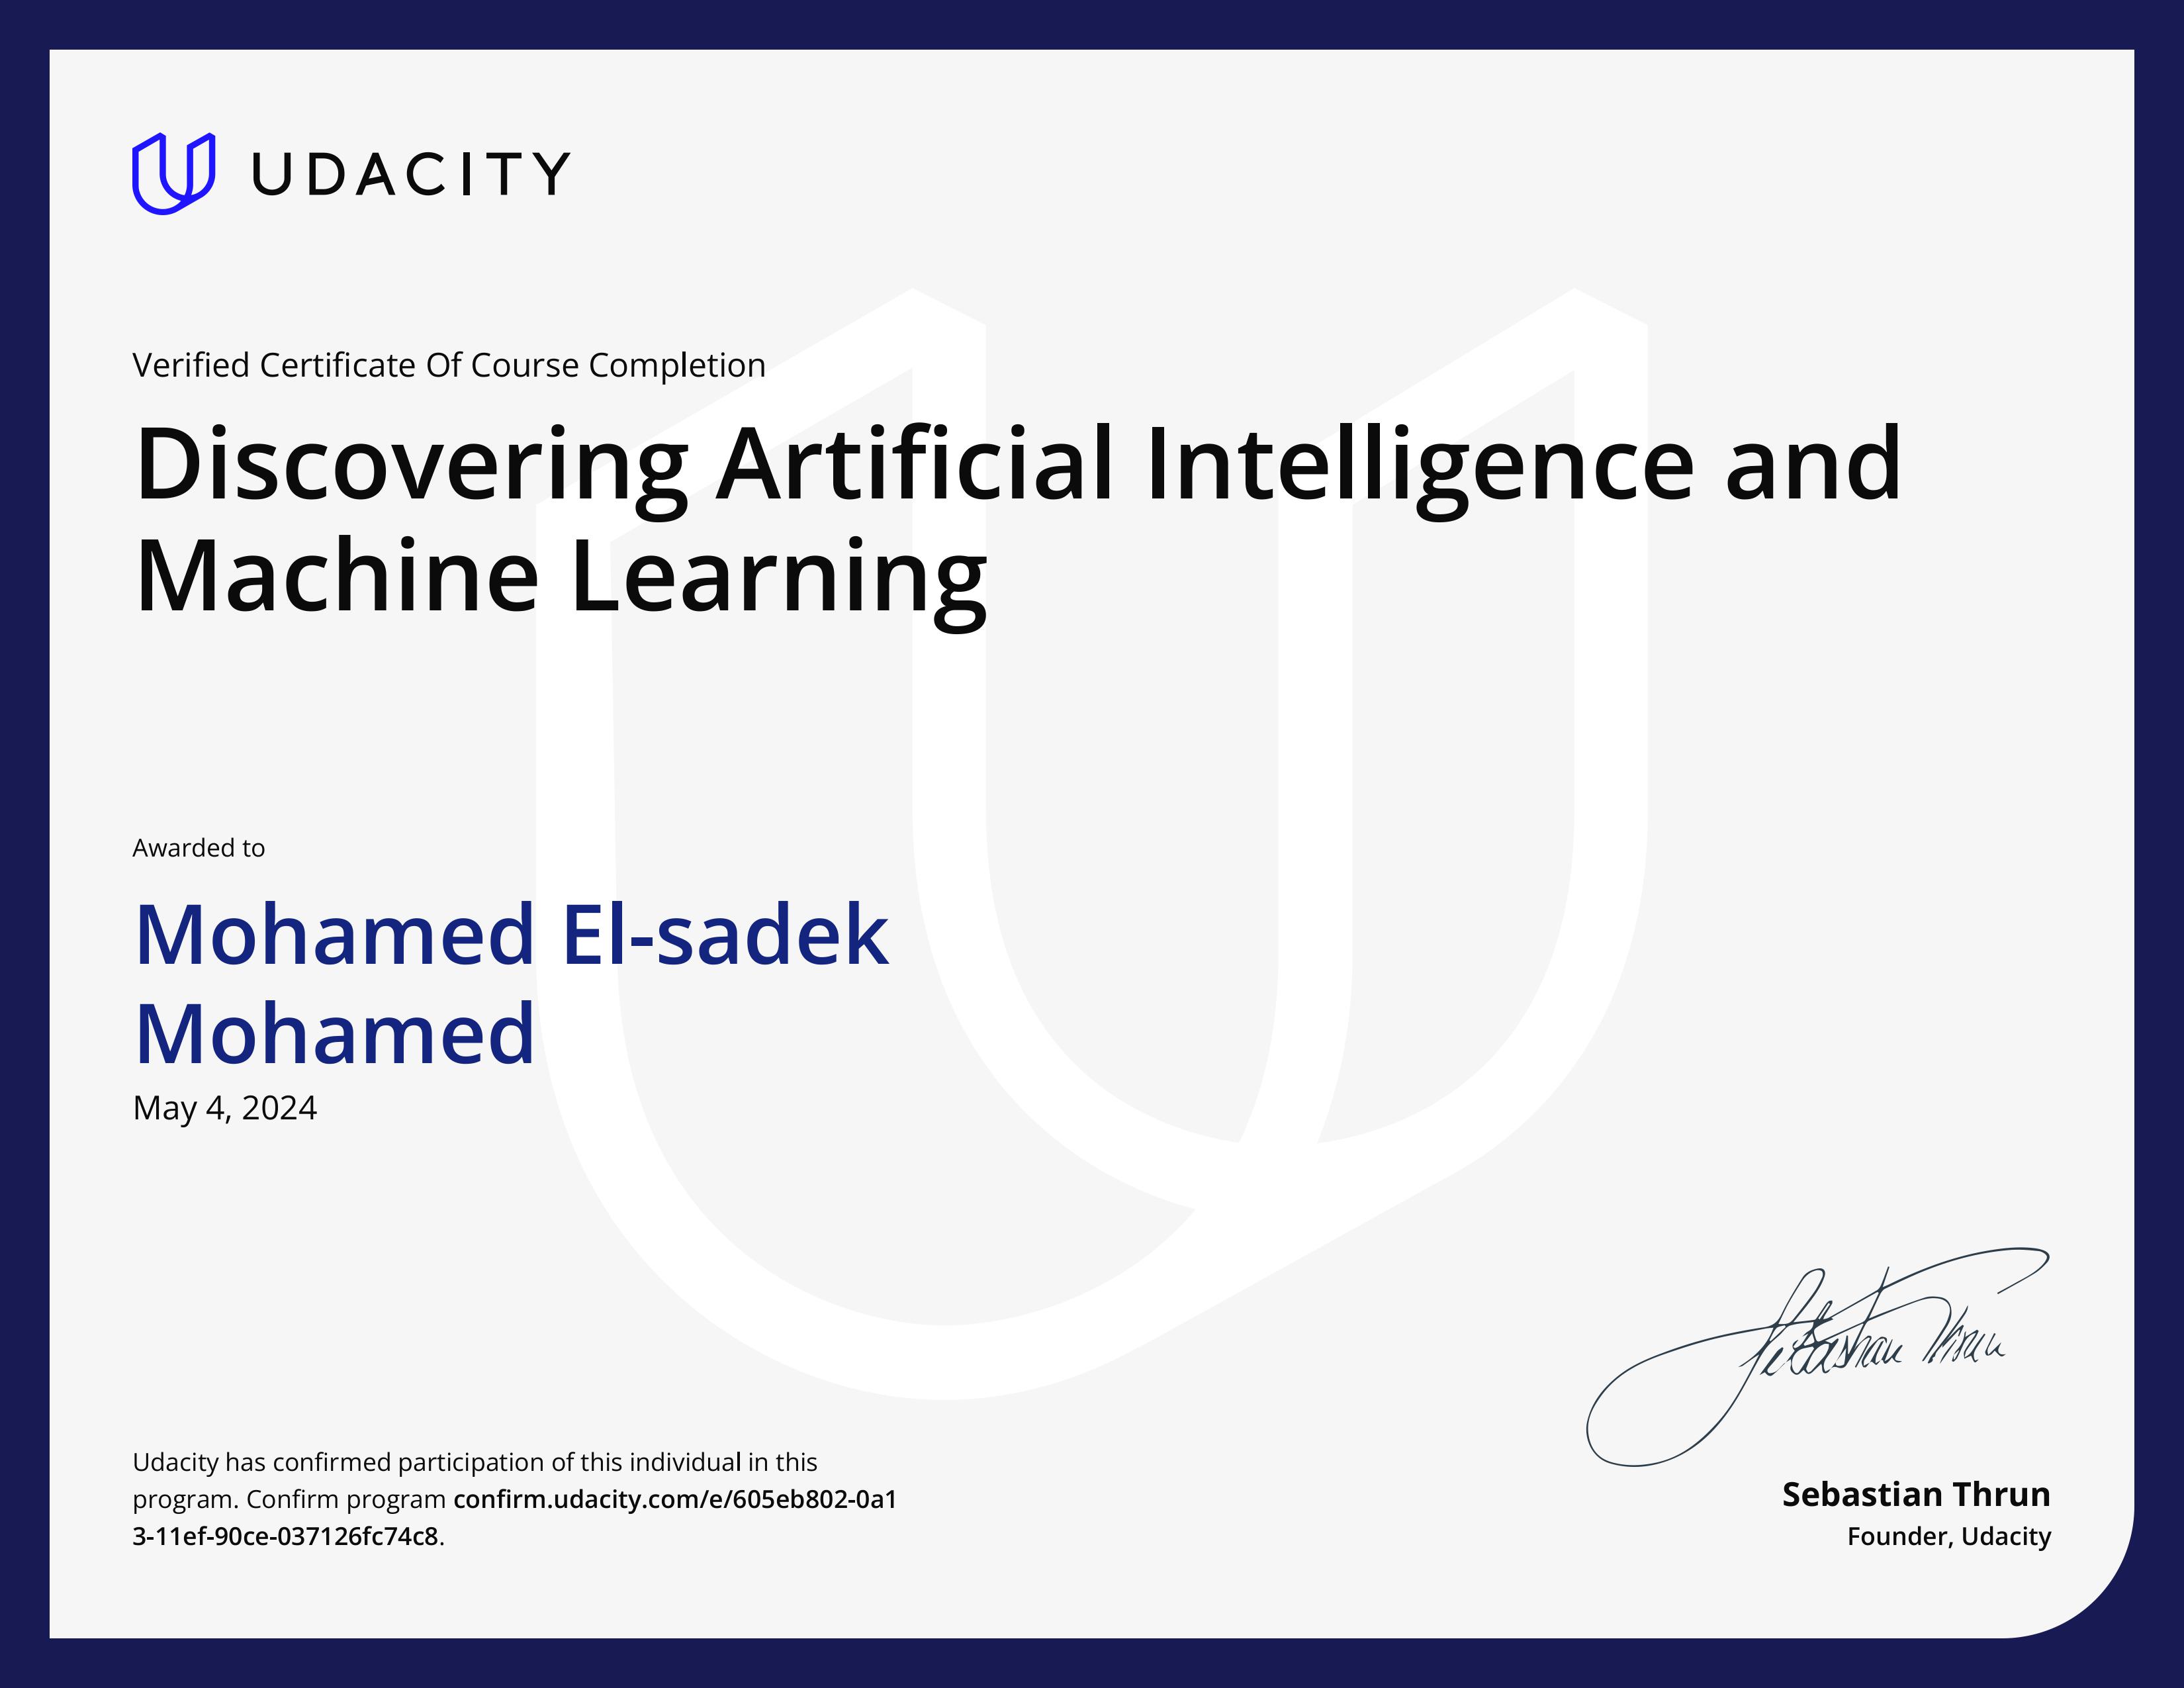 UDACITY
Verified Certificate Of Course Completion
Discovering Artificial Intelligence and
Machine Learning
Awarded to
Mohamed El-sadek
Mohamed
May 4, 2024
Sebastian Thrun
Udacity has confirmed participation of this individual in this
program. Confirm program confirm.udacity.com/e/605eb802-0a1
3-11ef-90ce-037126fc74c8.
Sebastian Thrun
Founder, Udacity